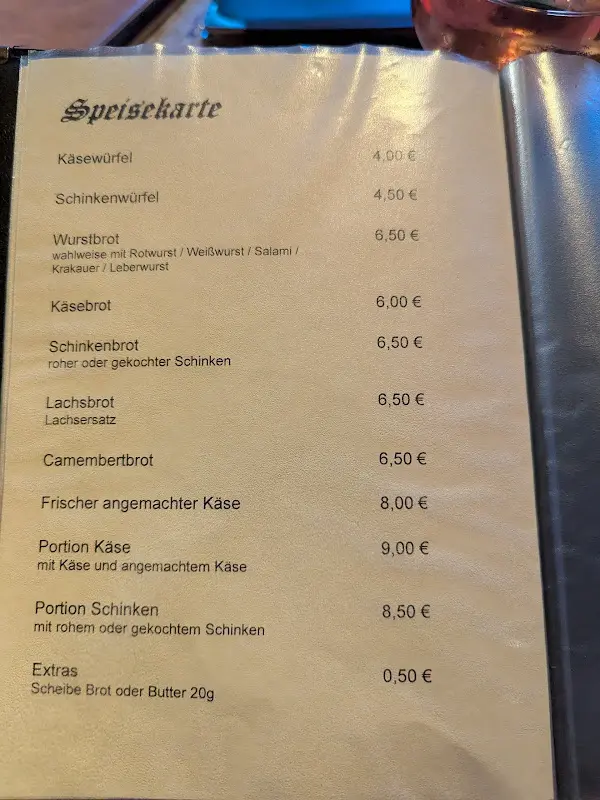 Speisekarte
Käsewürfel 4,00 €
Schinkenwürfel 4,50 €
Wurstbrot 6,50 €
wahlweise mit Rotwurst / Weißwurst / Salami /
Krakauer / Leberwurst
Käsebrot 6,00 €
Schinkenbrot 6,50 €
roher oder gekochter Schinken
Lachsbrot 6,50 €
Lachsersatz
Camembertbrot 6,50 €
Frischer angemachter Käse 8,00 €
Portion Käse 9,00 €
mit Käse und angemachtem Käse
Portion Schinken 8,50 €
mit rohem oder gekochtem Schinken
Extras 0,50 €
Scheibe Brot oder Butter 20g